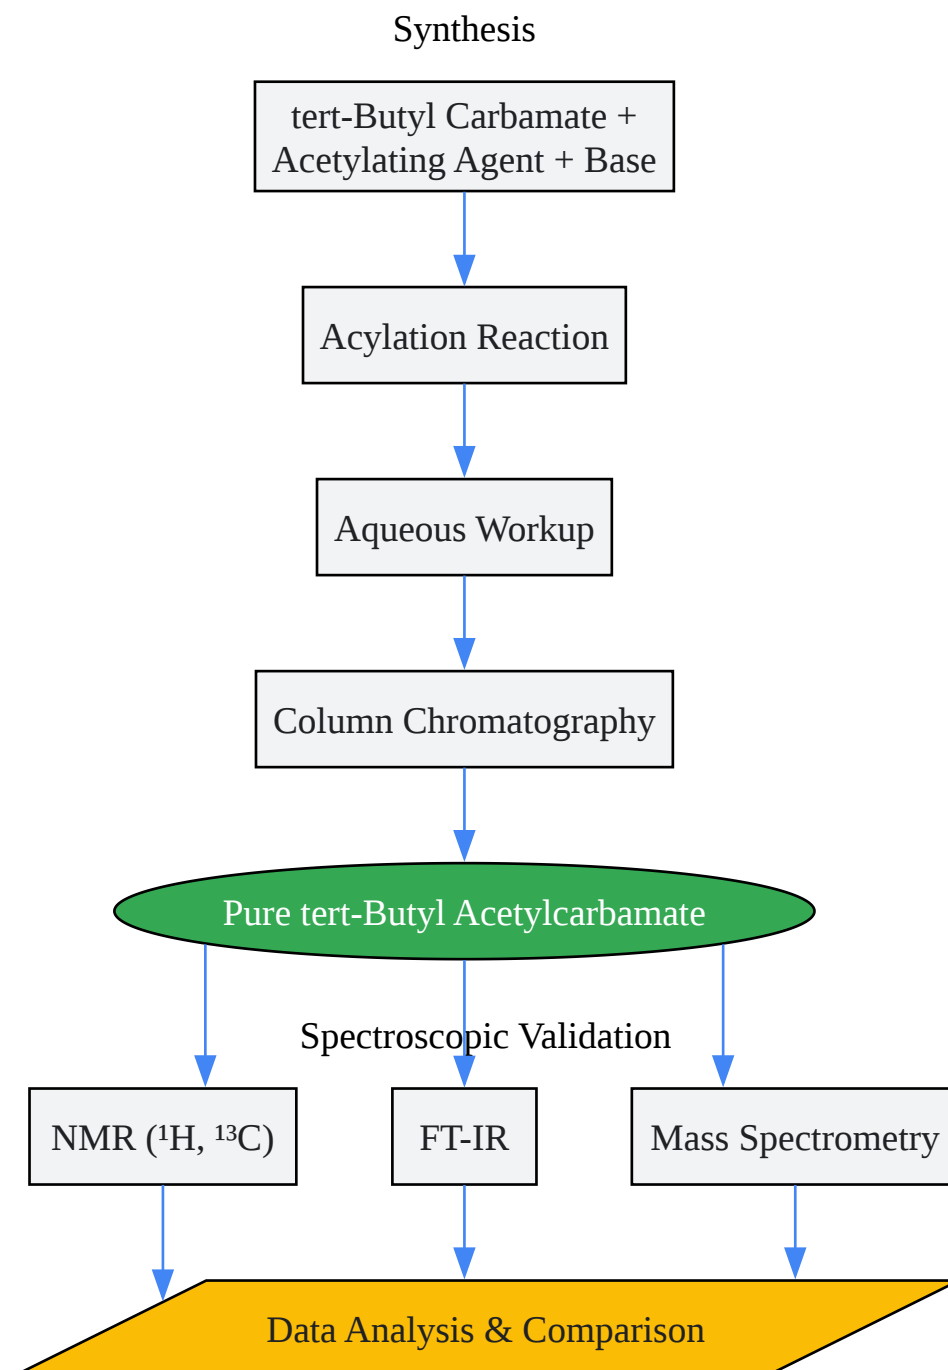 Synthesis
tert-Butyl Carbamate +
Acetylating Agent + Base
Acylation Reaction
Aqueous Workup
Column Chromatography
Pure tert-Butyl Acetylcarbamate
Spectroscopic Validation
NMR (¹H, ¹³C)
FT-IR
Mass Spectrometry
Data Analysis & Comparison